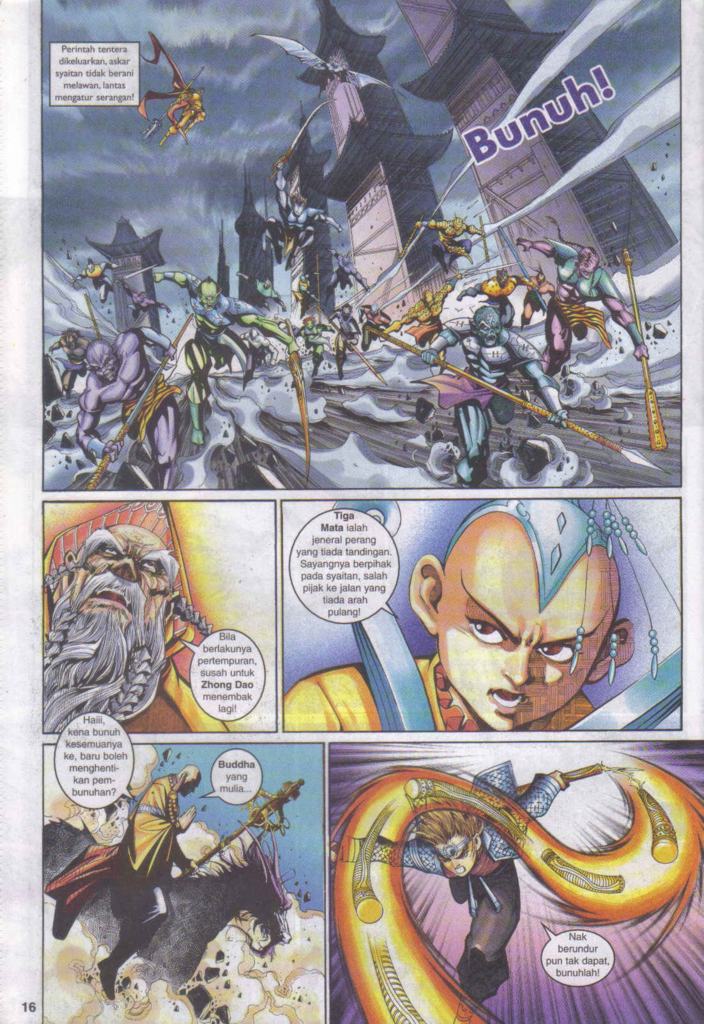 Perintah tentera
dikeluarkan, askar
syaitan tidak berani
melawan, lantas
mengatur serangan!
Bunuh!
Bila
berlakunya
pertempuran,
susah untuk
Zhong Dao
menembak
lagi!
Tiga
Mata ialah
jeneral perang
yang tiada tandingan.
Sayangnya berpihak
pada syaitan, salah
pijak ke jalan yang
tiada arah
pulang!
Haiii,
kena bunuh
kesemuanya
ke, baru boleh
menghenti-
kan pem-
bunuhan?
Buddha
yang
mulia...
Nak
berundur
pun tak dapat,
bunuhlah!
16